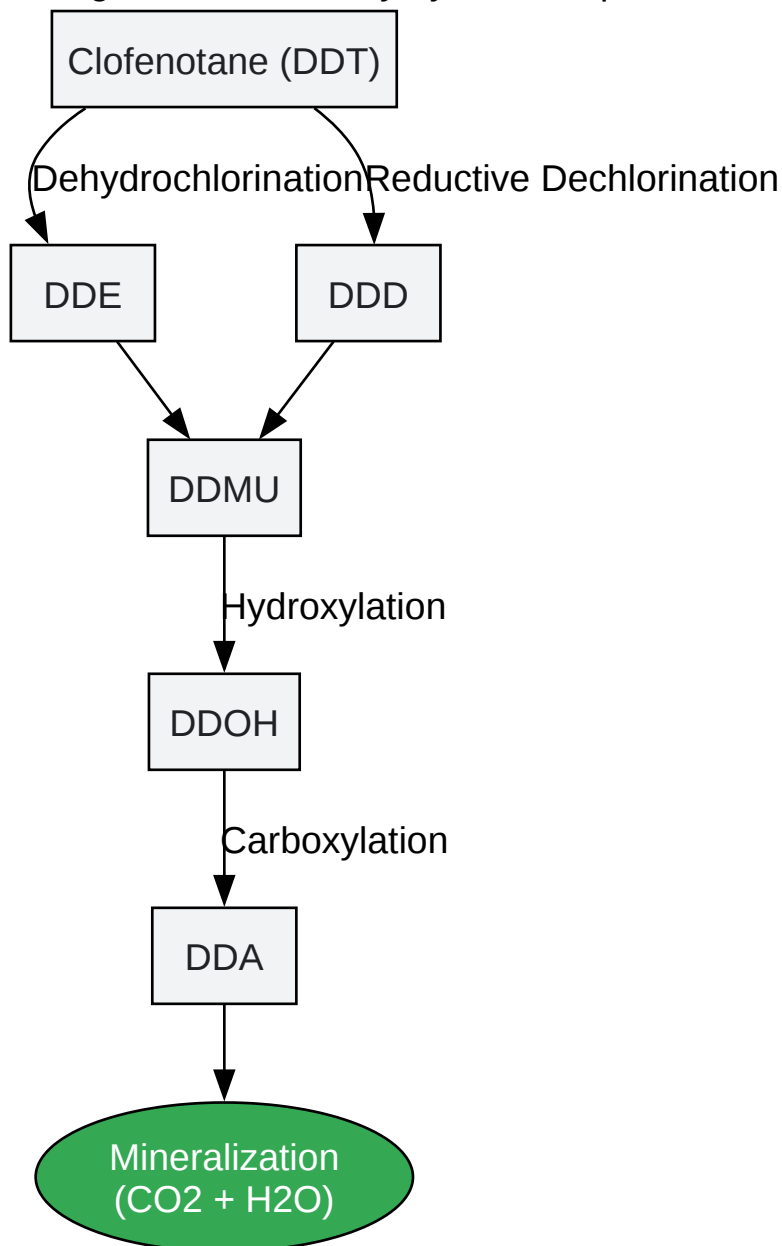 Clofenotane (DDT)
Dehydrochlorination
Reductive Dechlorination
DDE
DDD
DDMU
Hydroxylation
DDOH
Carboxylation
DDA
Mineralization
(CO2 + H2O)